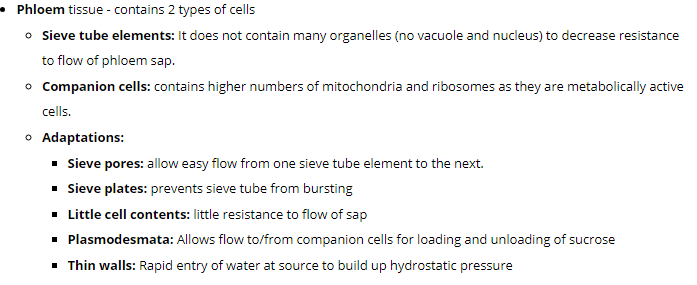 Phloem tissue - contains 2 types of cells
Sieve tube elements: It does not contain many organelles (no vacuole and nucleus) to decrease resistance
to flow of phloem sap.
Companion cells: contains higher numbers of mitochondria and ribosomes as they are metabolically active
cells.
Adaptations:
Sieve pores: allow easy flow from one sieve tube element to the next.
Sieve plates: prevents sieve tube from bursting
Little cell contents: little resistance to flow of sap
Plasmodesmata: Allows flow to/from companion cells for loading and unloading of sucrose
Thin walls: Rapid entry of water at source to build up hydrostatic pressure